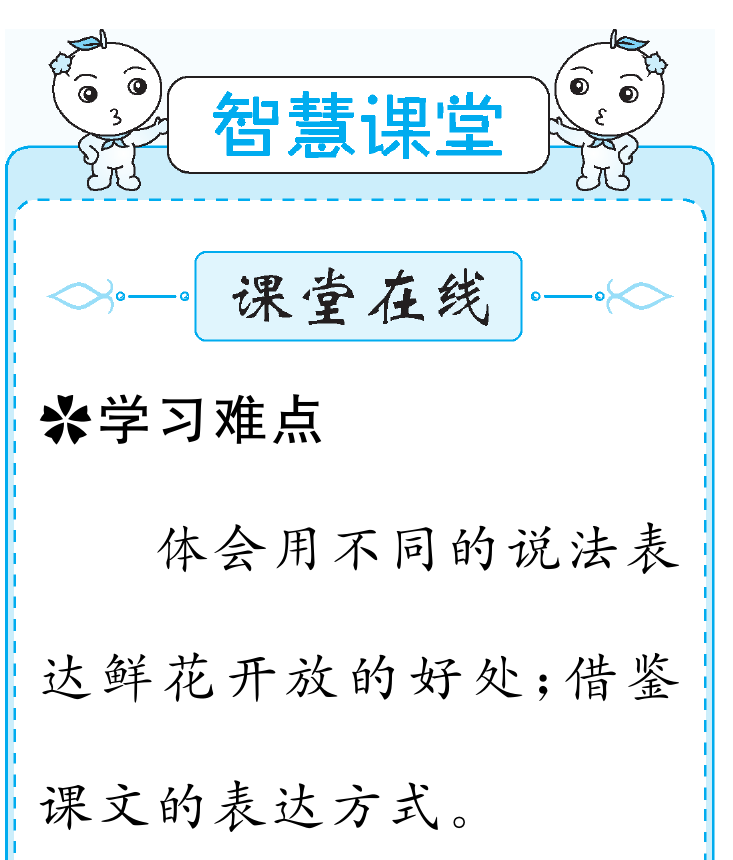 智慧课堂
课堂在线
学习难点
体会用不同的说法表
达鲜花开放的好处;借鉴
课文的表达方式。